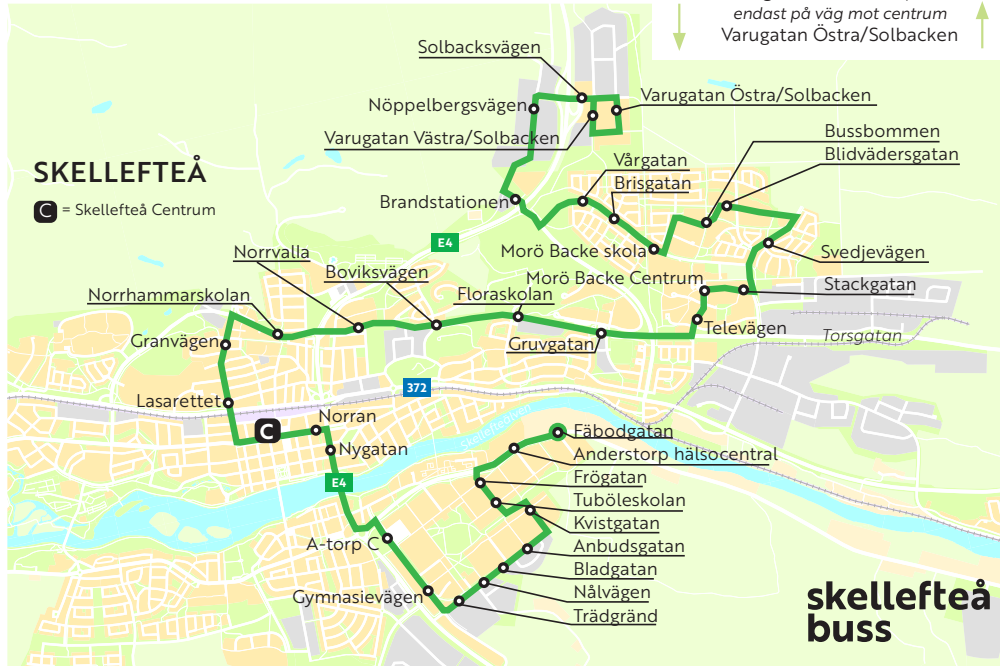 endast på väg mot centrum
Varugatan Östra/Solbacken
Solbacksvägen
Nöppelbergsvägen
Varugatan Östra/Solbacken
Varugatan Västra/Solbacken
Bussbommen
Vårgatan
Blidvädersgatan
SKELLEFTEÅ
Brisgatan
C = Skellefteå Centrum
Brandstationen
E4
Morö Backe skola
Svedjevägen
Norrvalla
Boviksvägen
Morö Backe Centrum
Stackgatan
Norrhammarskolan
Floraskolan
Televägen
Torsgatan
Granvägen
Gruvgatan
372
Lasarettet
C
Norran
Skellefteälven
Fäbodgatan
Nygatan
Anderstorp hälsocentral
E4
Frögatan
Tuböleskolan
Kvistgatan
A-torp C
Anbudsgatan
Bladgatan
Gymnasievägen
Nålvägen
Trädgränd
skellefteå
buss